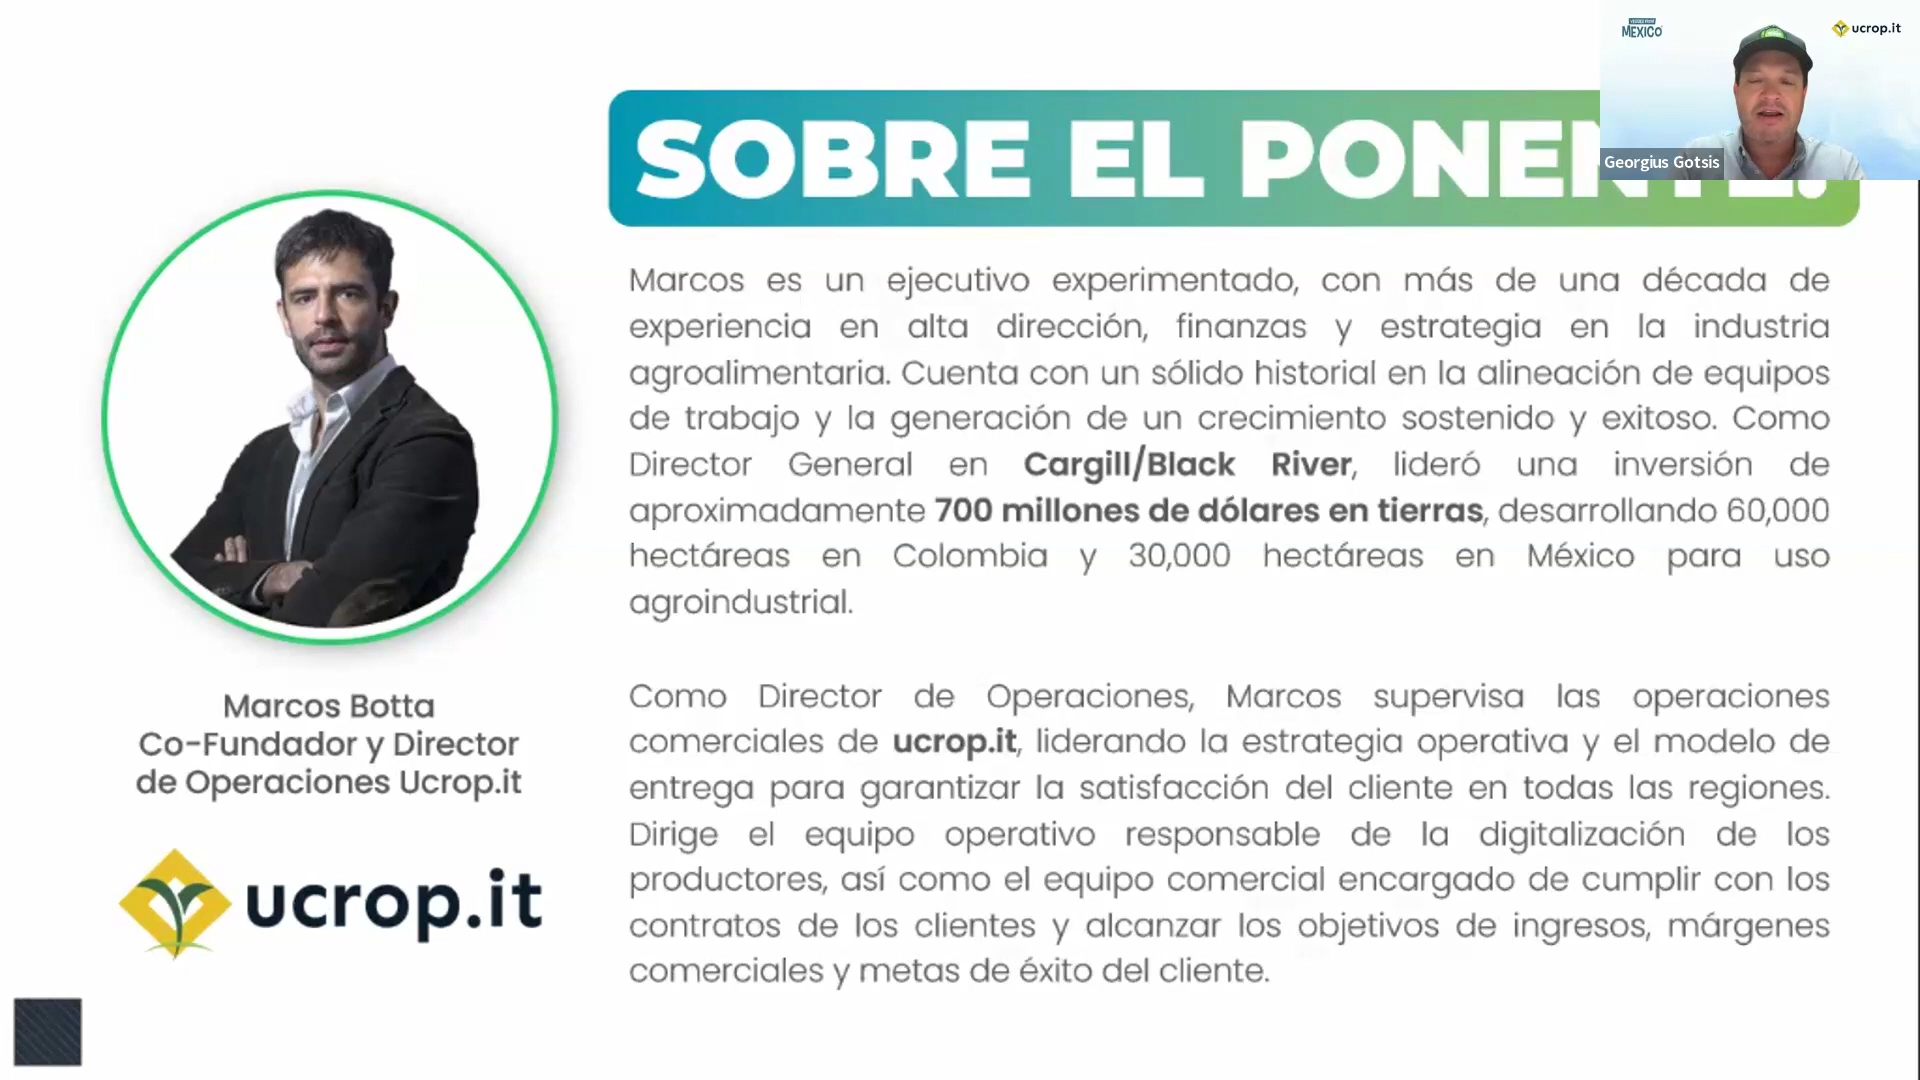 SOBRE EL PONENTE:
VEGGIES FROM
MEXICO
ucrop.it
Georgius Gotsis
Marcos es un ejecutivo experimentado, con más de una década de
experiencia en alta dirección, finanzas y estrategia en la industria
agroalimentaria. Cuenta con un sólido historial en la alineación de equipos
de trabajo y la generación de un crecimiento sostenido y exitoso. Como
Director General en Cargill/Black River, lideró una inversión de
aproximadamente 700 millones de dólares en tierras, desarrollando 60,000
hectáreas en Colombia y 30,000 hectáreas en México para uso
agroindustrial.
Como Director de Operaciones, Marcos supervisa las operaciones
comerciales de ucrop.it, liderando la estrategia operativa y el modelo de
entrega para garantizar la satisfacción del cliente en todas las regiones.
Dirige el equipo operativo responsable de la digitalización de los
productores, así como el equipo comercial encargado de cumplir con los
contratos de los clientes y alcanzar los objetivos de ingresos, márgenes
comerciales y metas de éxito del cliente.
Marcos Botta
Co-Fundador y Director
de Operaciones Ucrop.it
ucrop.it